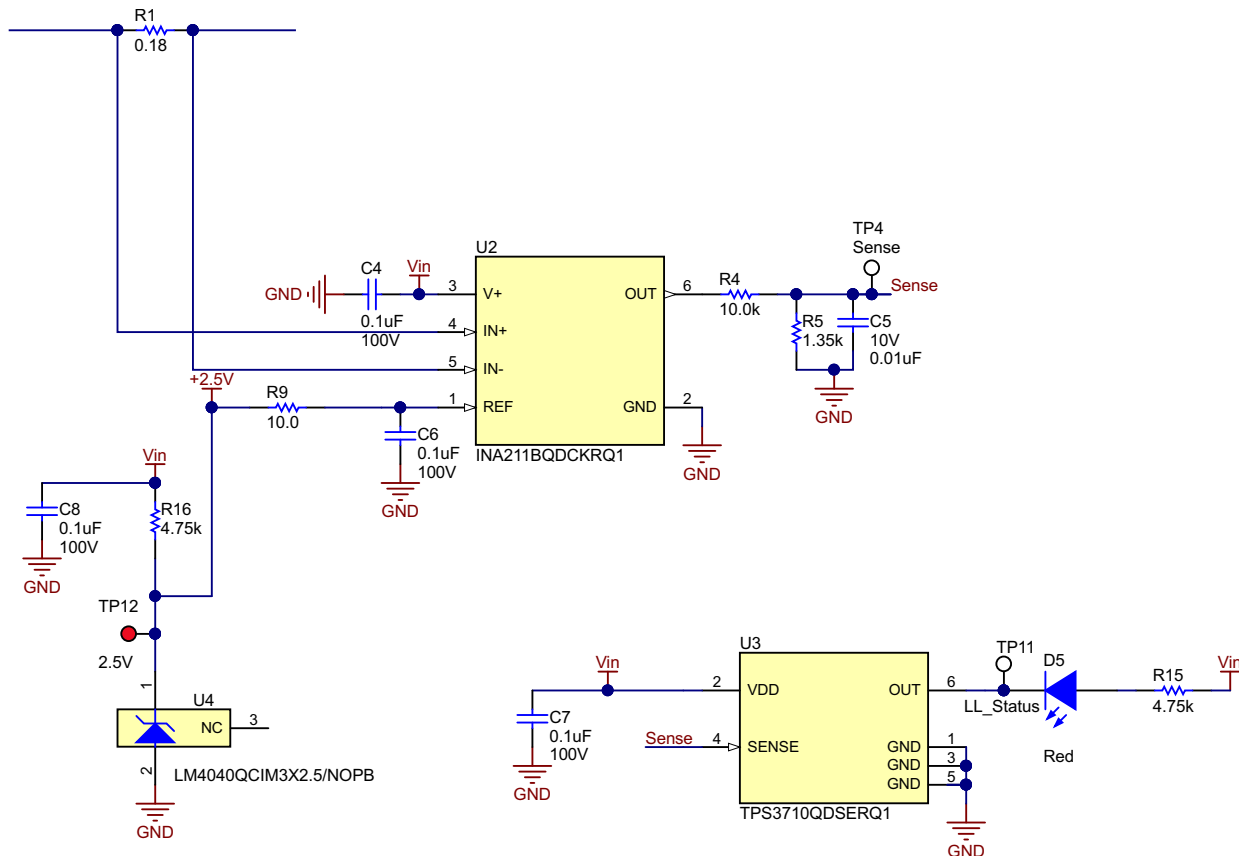 R1
0.18
TP4
Sense
U2
C4
Vin
GND
0.1uF
100V
3
V+
4
IN+
5
IN-
1
REF
OUT
6
GND
2
INA211BQDCKRQ1
R4
10.0k
Sense
R5
1.35k
C5
10V
0.01uF
GND
GND
+2.5V
R9
10.0
C6
0.1uF
100V
GND
Vin
C8
0.1uF
100V
GND
R16
4.75k
TP12
2.5V
1
U4
NC
3
2
LM4040QCIM3X2.5/NOPB
GND
U3
Vin
2
VDD
C7
0.1uF
100V
GND
Sense
4
SENSE
OUT
6
GND
1
GND
3
GND
5
TPS3710QDSERQ1
GND
TP11
LL_Status
D5
Red
R15
4.75k
Vin